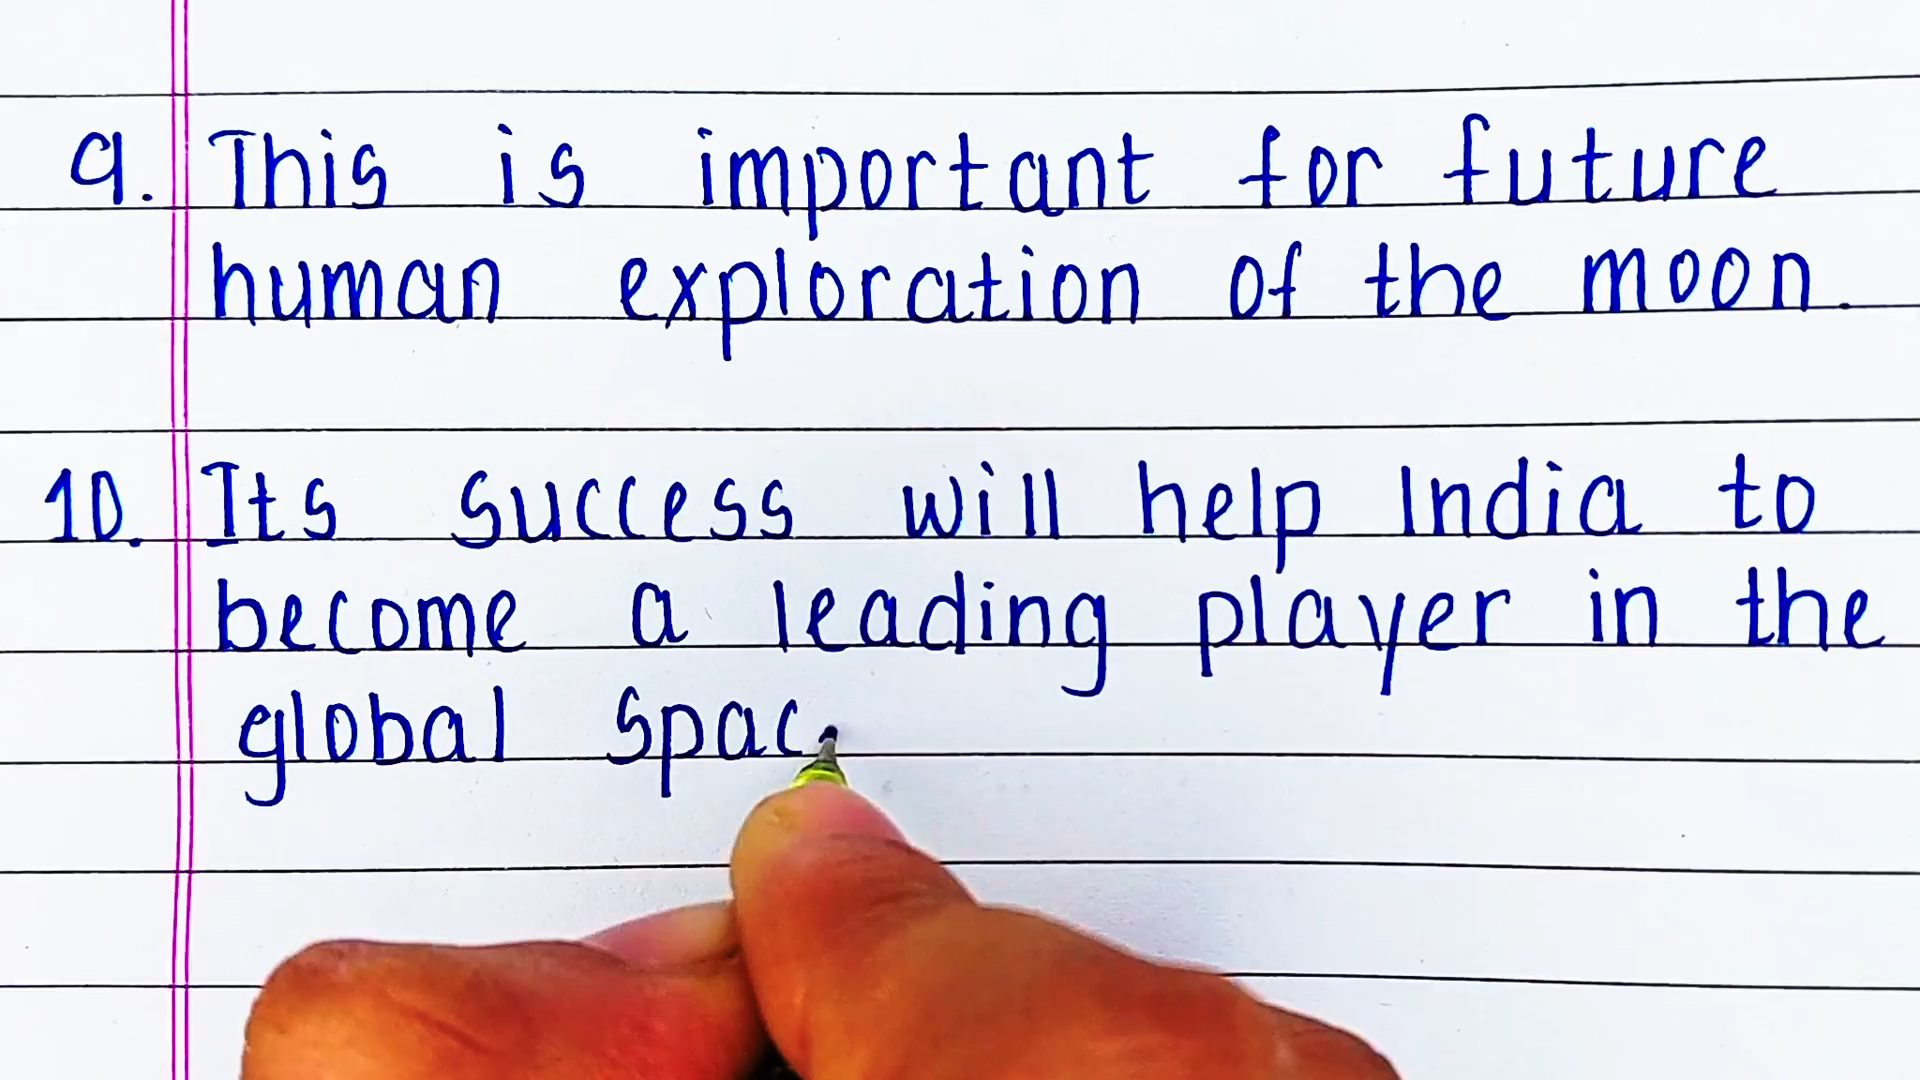 9. This is important for future
human exploration of the moon.
10. Its success will help India to
become a leading player in the
global spac